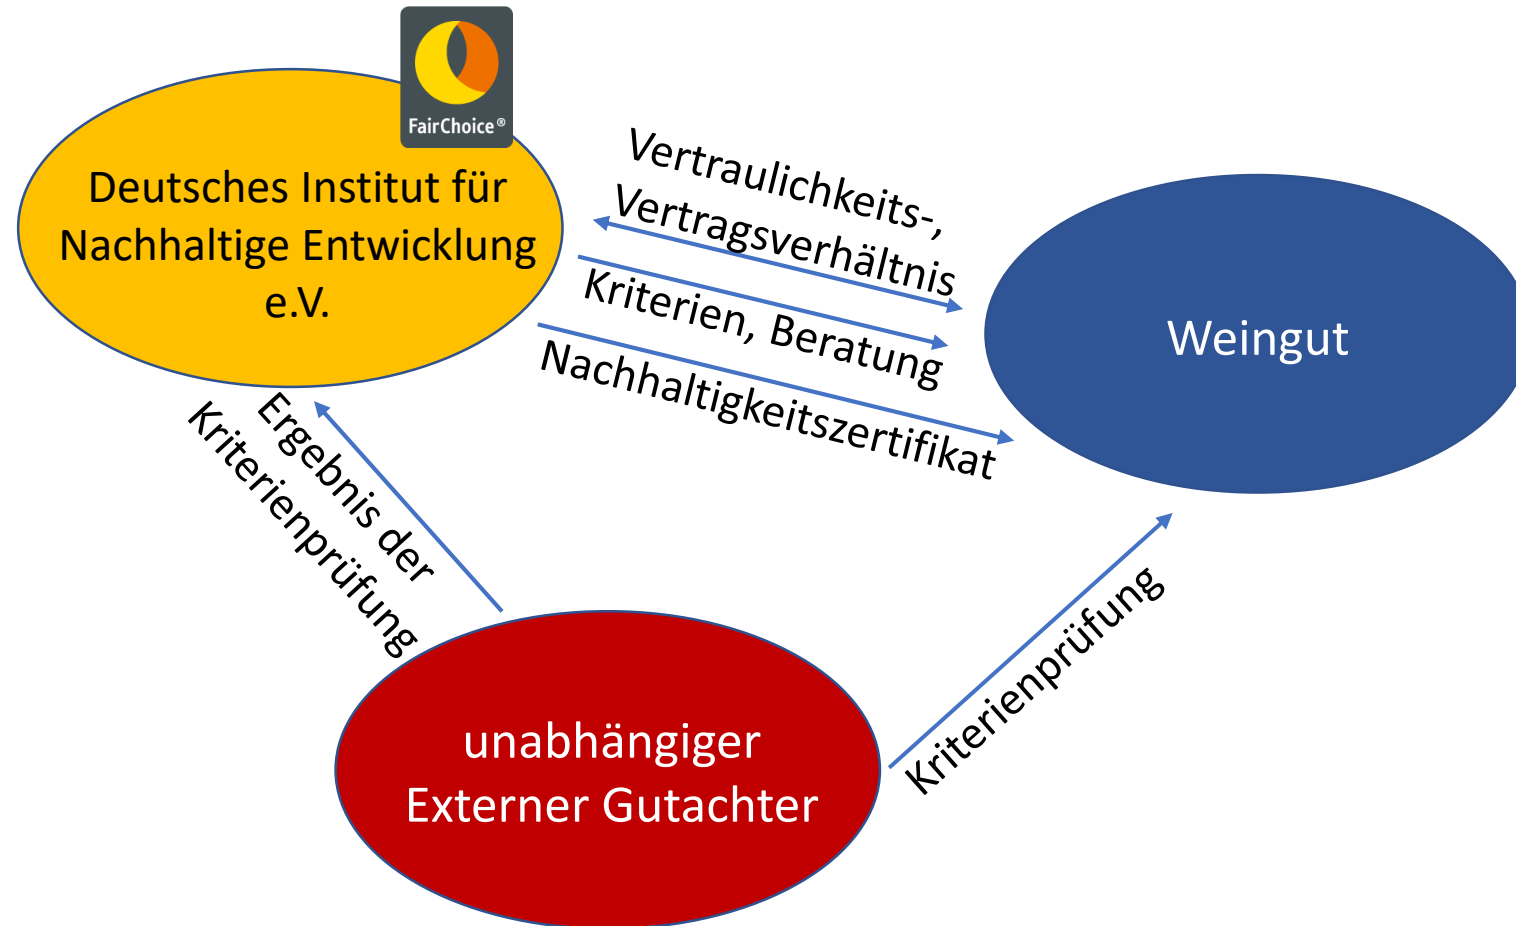 FairChoice®
Deutsches Institut für
Nachhaltige Entwicklung
e.V.
Vertraulichkeits-,
Vertragsverhältnis
Kriterien, Beratung
Nachhaltigkeitszertifikat
Weingut
Ergebnis der
Kriterienprüfung
Kriterienprüfung
unabhängiger
Externer Gutachter